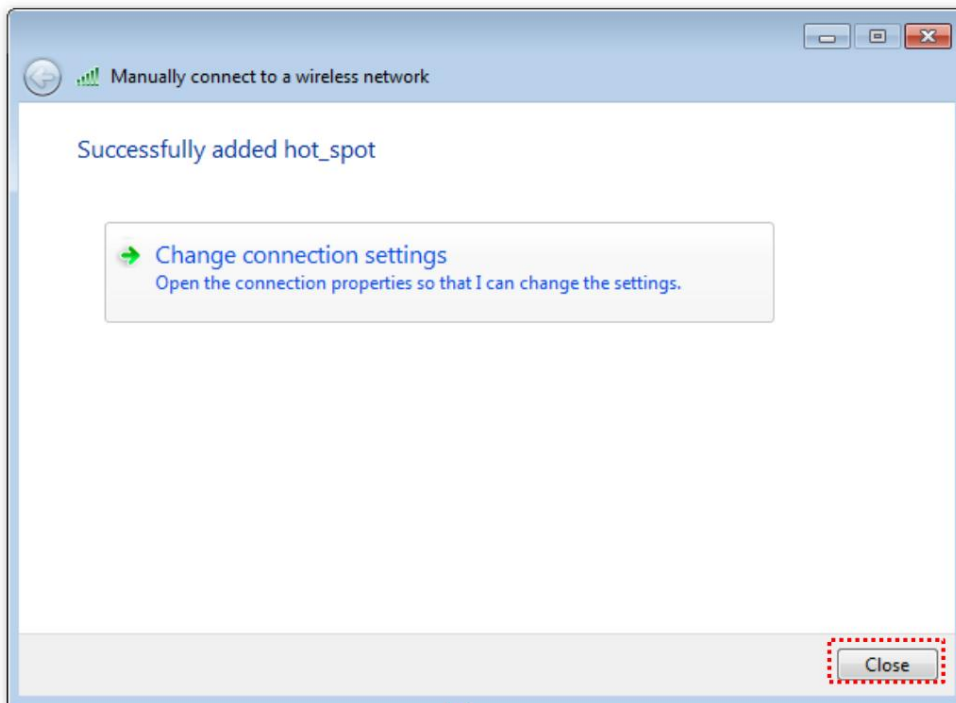 Manually connect to a wireless network
Successfully added hot_spot
Change connection settings
Open the connection properties so that I can change the settings.
Close